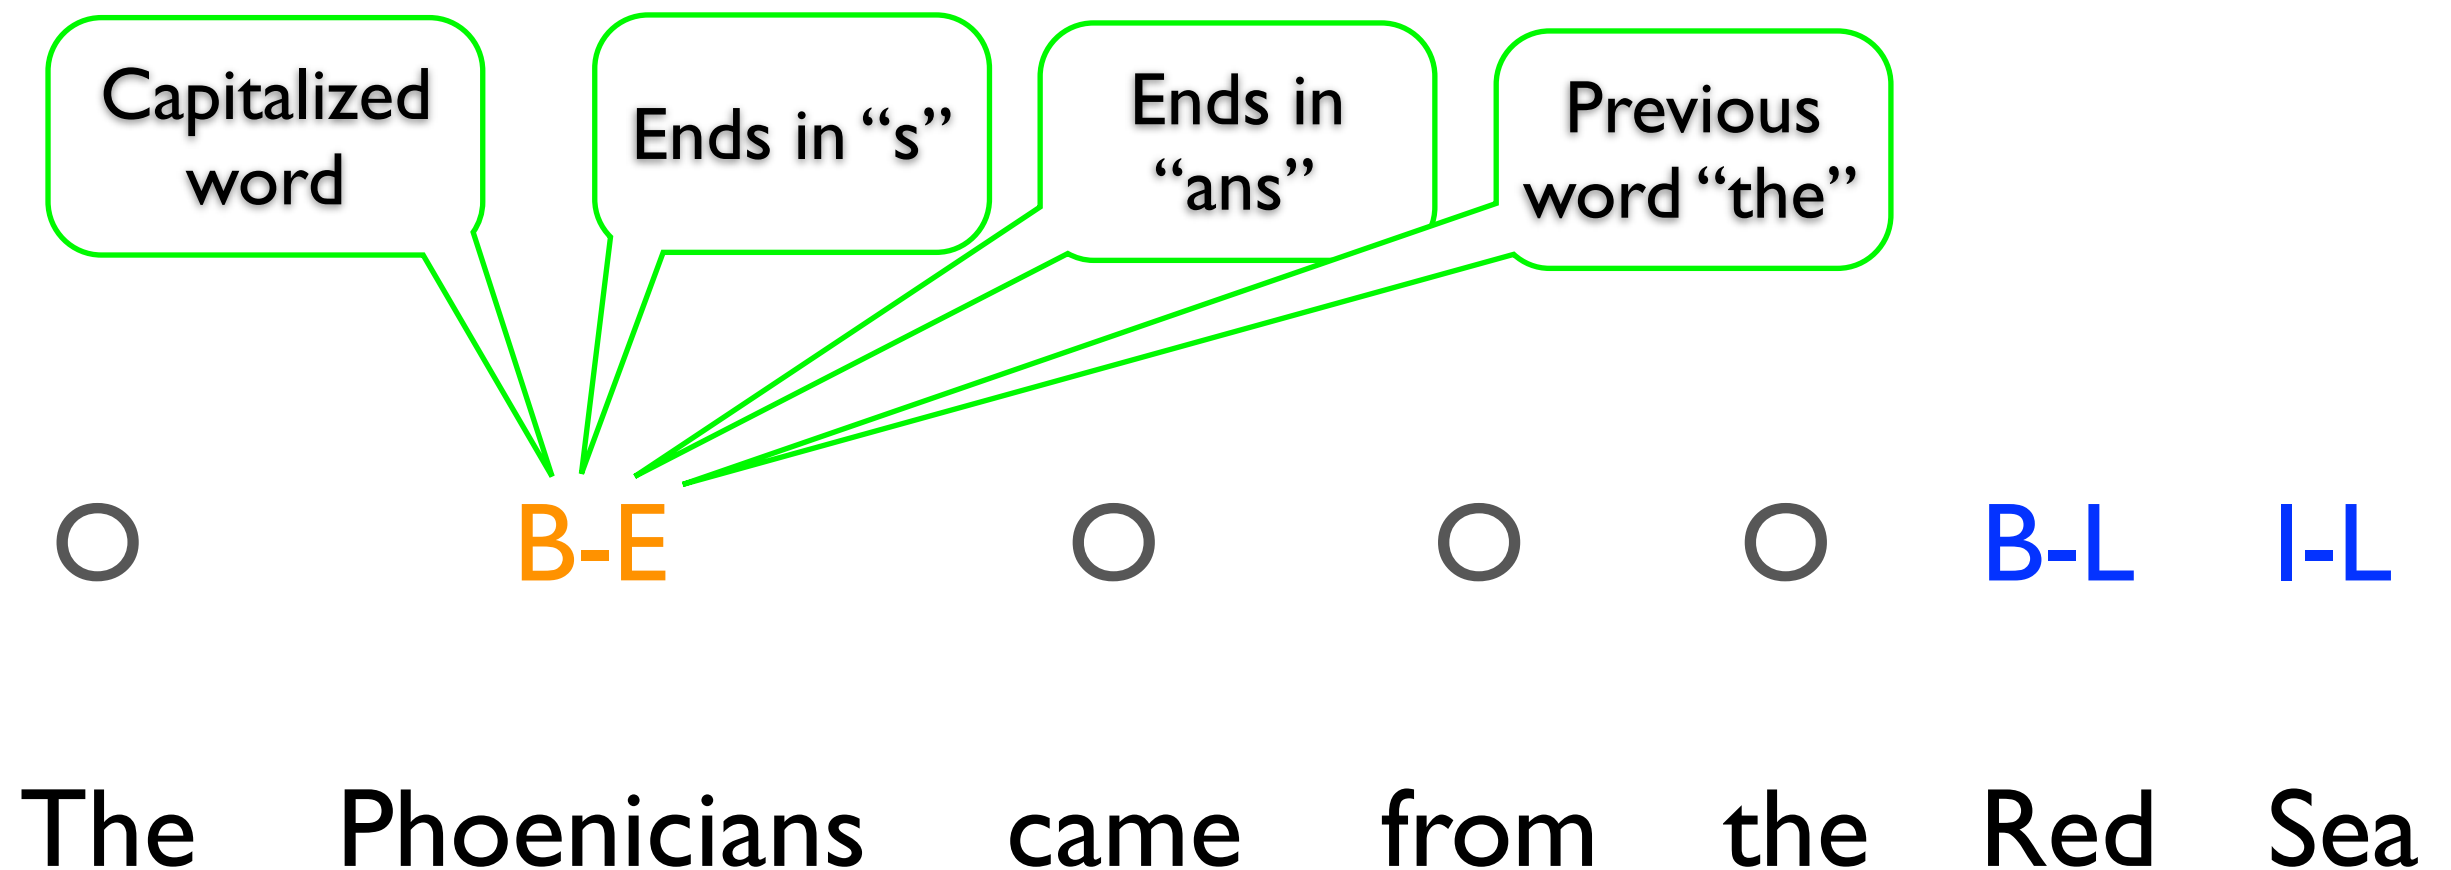 Capitalized
word
Ends in “s”
Ends in
“ans”
Previous
word “the”
O B-E O O O B-L I-L
The Phoenicians came from the Red Sea